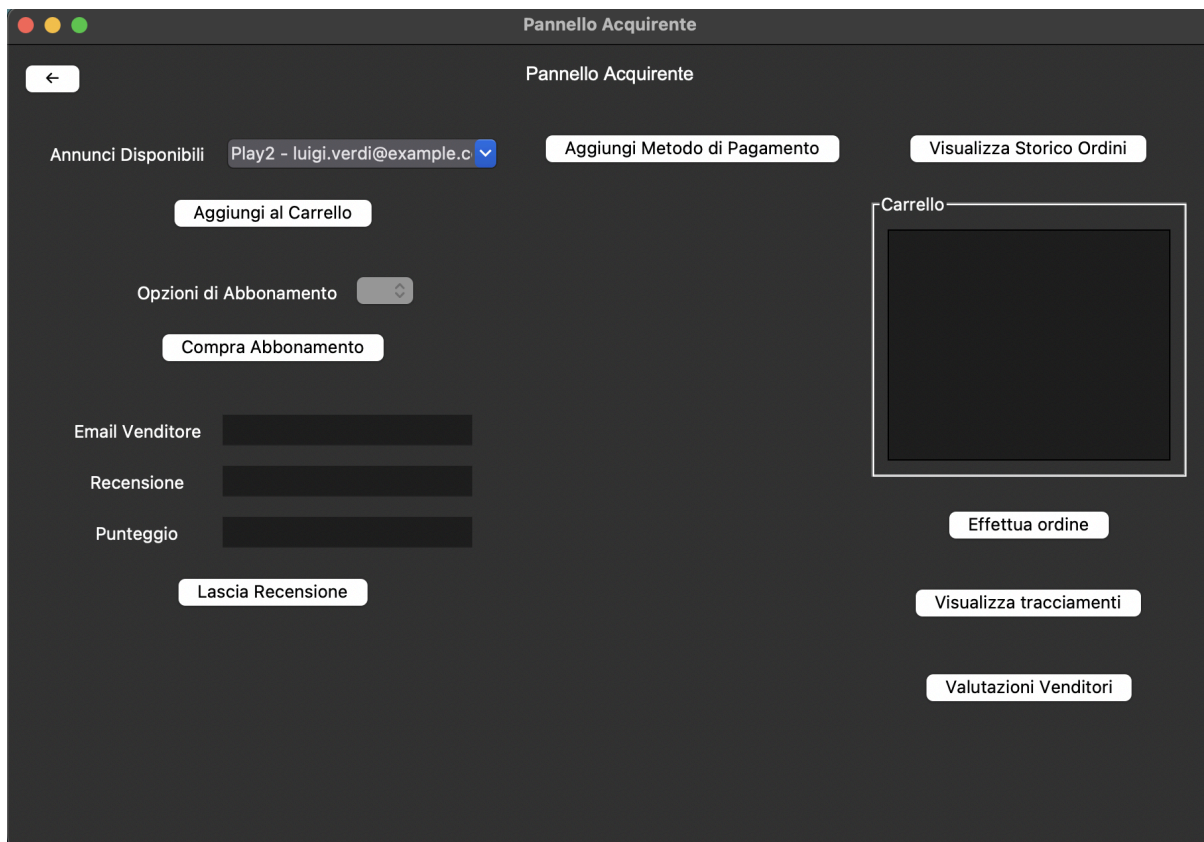 Pannello Acquirente
←
Pannello Acquirente
Annunci Disponibili
Play2 - luigi.verdi@example.c
Aggiungi Metodo di Pagamento
Visualizza Storico Ordini
Aggiungi al Carrello
Carrello
Opzioni di Abbonamento
Compra Abbonamento
Email Venditore
Recensione
Punteggio
Lascia Recensione
Effettua ordine
Visualizza tracciamenti
Valutazioni Venditori